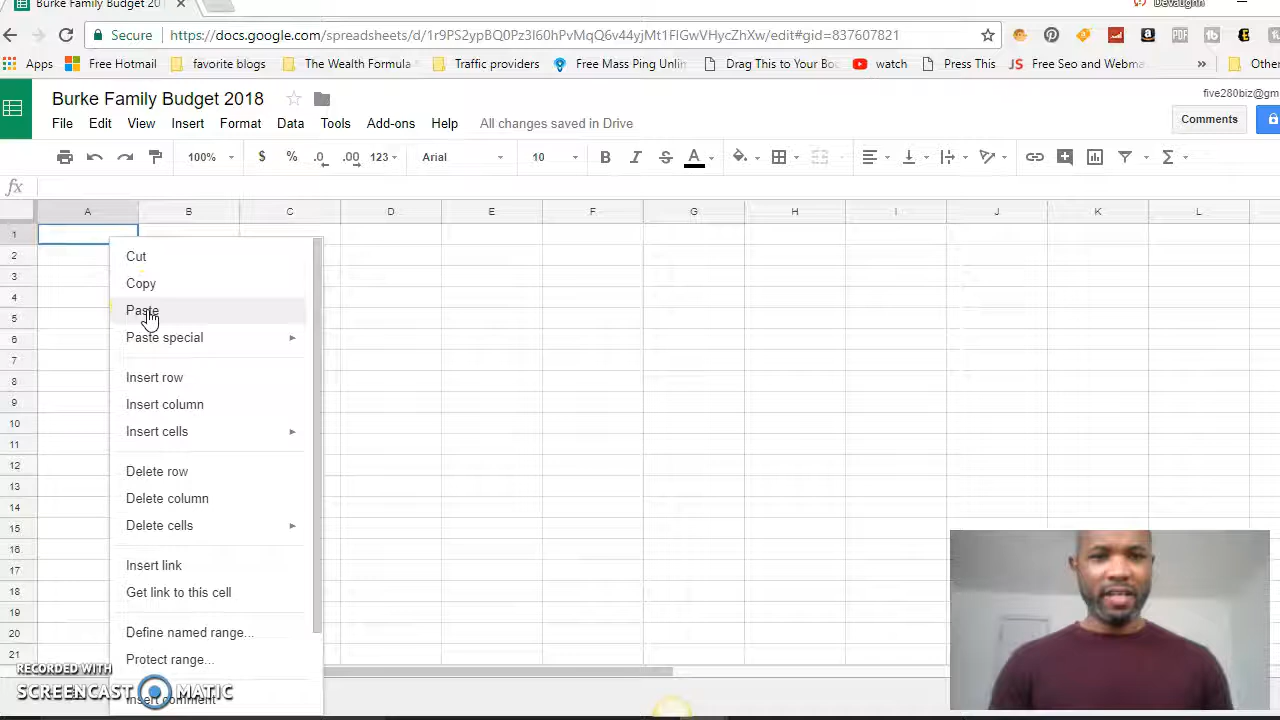 Burke Family Budget 20
Devaughn
Secure https://docs.google.com/spreadsheets/d/1r9PS2ypBQ0Pz3I60hPvMqQ6v44yjMt1FIGwVHycZhXw/edit#gid=837607821
Apps Free Hotmail favorite blogs The Wealth Formula Traffic providers Free Mass Ping Unlin Drag This to Your Boo watch Press This JS Free Seo and Webma » Other
Burke Family Budget 2018
five280biz@gm
File Edit View Insert Format Data Tools Add-ons Help All changes saved in Drive
Comments
100% $ % .0 .00 123 Arial 10 B I S A Σ
fx
A B C D E F G H I J K L
1
2
3
4
5
6
7
8
9
10
11
12
13
14
15
16
17
18
19
20
21
Cut
Copy
Paste
Paste special
Insert row
Insert column
Insert cells
Delete row
Delete column
Delete cells
Insert link
Get link to this cell
Define named range...
Protect range...
Insert comment
RECORDED WITH
SCREENCAST MATIC